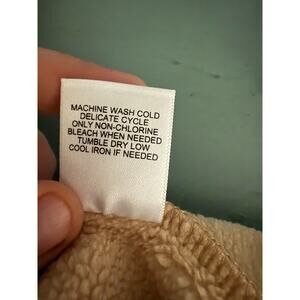 MACHINE WASH COLD
DELICATE CYCLE
ONLY NON-CHLORINE
BLEACH WHEN NEEDED
TUMBLE DRY LOW
COOL IRON IF NEEDED